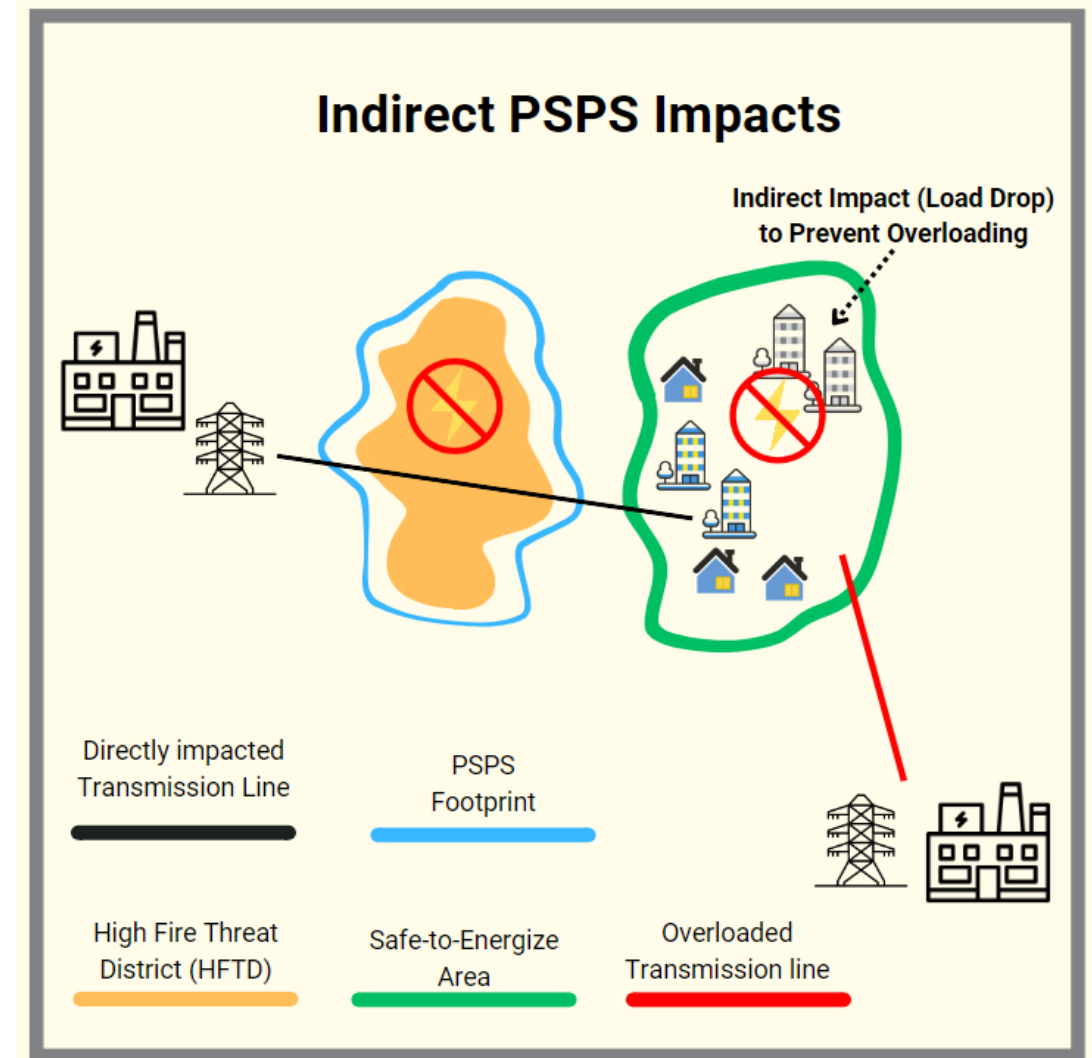 Indirect PSPS Impacts
Indirect Impact (Load Drop)
to Prevent Overloading
Directly impacted
Transmission Line
PSPS
Footprint
High Fire Threat
District (HFTD)
Safe-to-Energize
Area
Overloaded
Transmission line